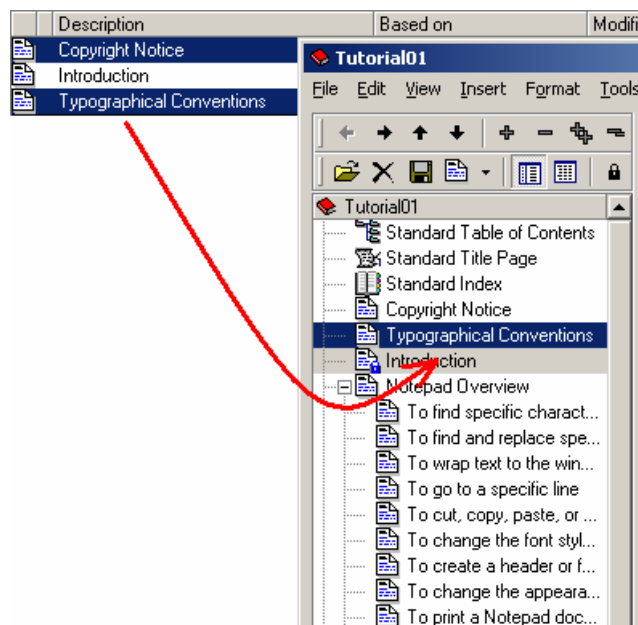 Description Based on Modifi
Copyright Notice
Introduction
Typographical Conventions
Tutorial01
File Edit View Insert Format Tools
Tutorial01
Standard Table of Contents
Standard Title Page
Standard Index
Copyright Notice
Typographical Conventions
Introduction
Notepad Overview
To find specific charact...
To find and replace spe...
To wrap text to the win...
To go to a specific line
To cut, copy, paste, or ...
To change the font styl...
To create a header or f...
To change the appeara...
To print a Notepad doc...